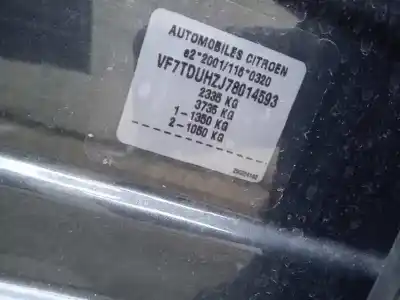 AUTOMOBILES CITROEN
e2*2001/116*0320
VF7TDUHZJ78014593
2335 KG
3735 KG
1-1350 KG
2-1050 KG